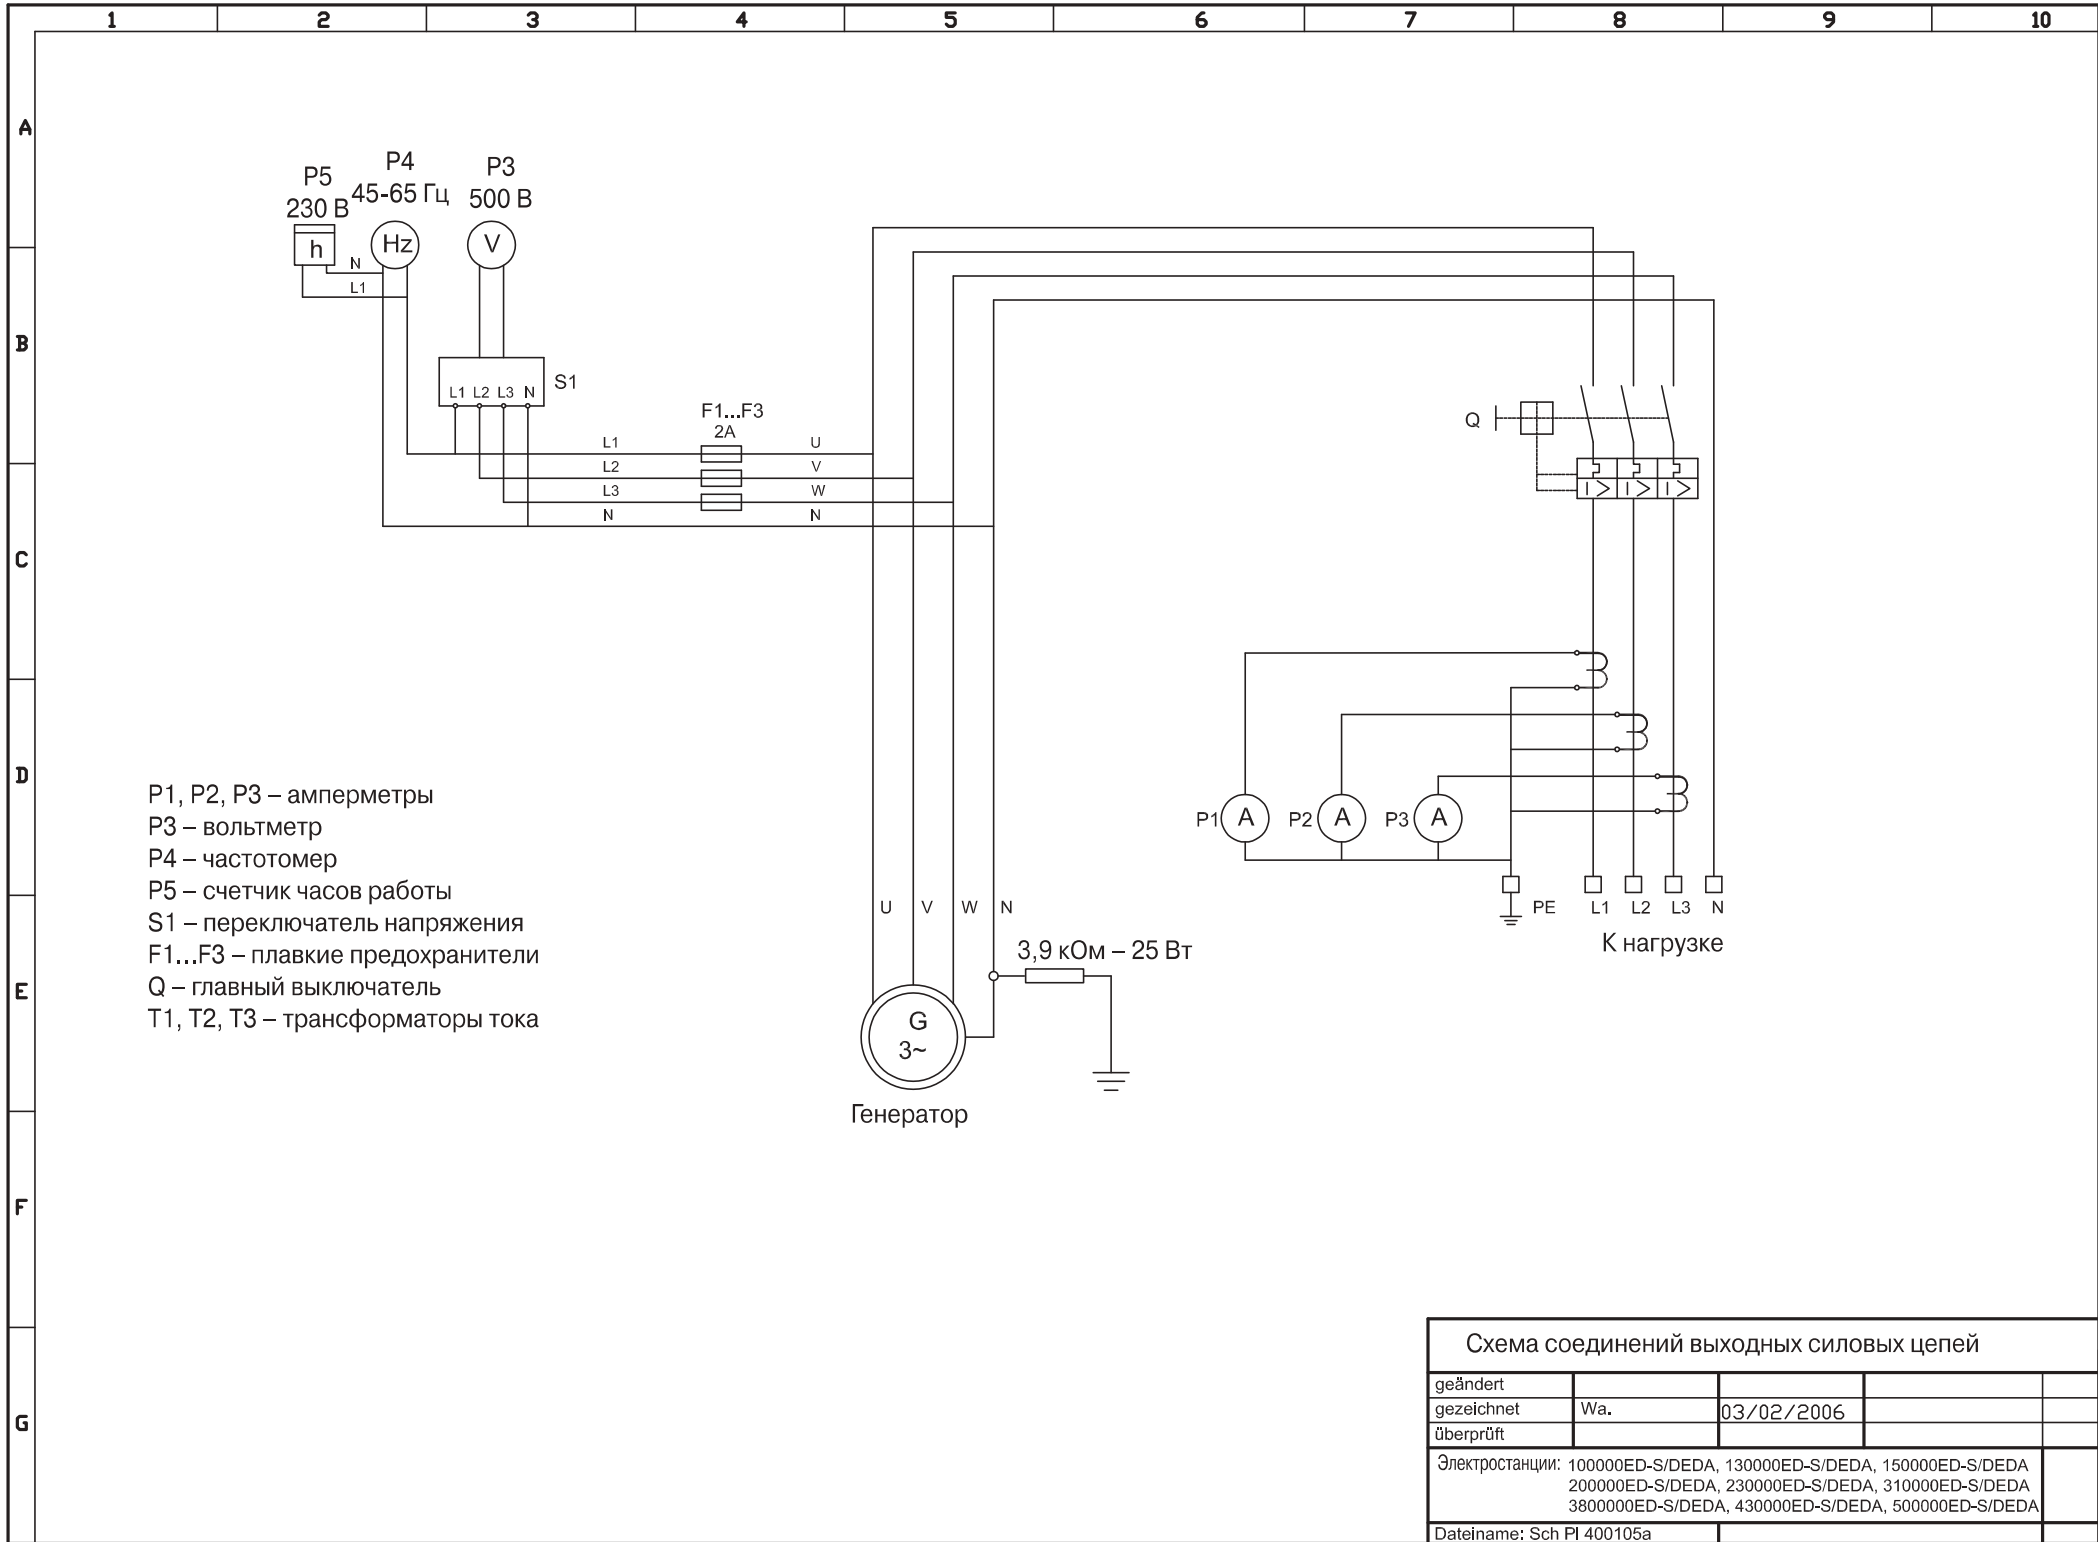 1 2 3 4 5 6 7 8 9 10
A
B
C
D
E
F
G
P5
230 В
P4
45-65 Гц
P3
500 В
h
Hz
V
N
L1
L1 L2 L3 N
S1
F1...F3
2A
L1
L2
L3
N
U
V
W
N
Q
I > I > I >
P1 A
P2 A
P3 A
PE L1 L2 L3 N
К нагрузке
U V W N
3,9 кОм – 25 Вт
G
3~
Генератор
P1, P2, P3 – амперметры
P3 – вольтметр
P4 – частотомер
P5 – счетчик часов работы
S1 – переключатель напряжения
F1...F3 – плавкие предохранители
Q – главный выключатель
T1, T2, T3 – трансформаторы тока
Схема соединений выходных силовых цепей
geändert
gezeichnet Wa. 03/02/2006
überprüft
Электростанции: 100000ED-S/DEDA, 130000ED-S/DEDA, 150000ED-S/DEDA
200000ED-S/DEDA, 230000ED-S/DEDA, 310000ED-S/DEDA
3800000ED-S/DEDA, 430000ED-S/DEDA, 500000ED-S/DEDA
Dateiname: Sch Pl 400105a